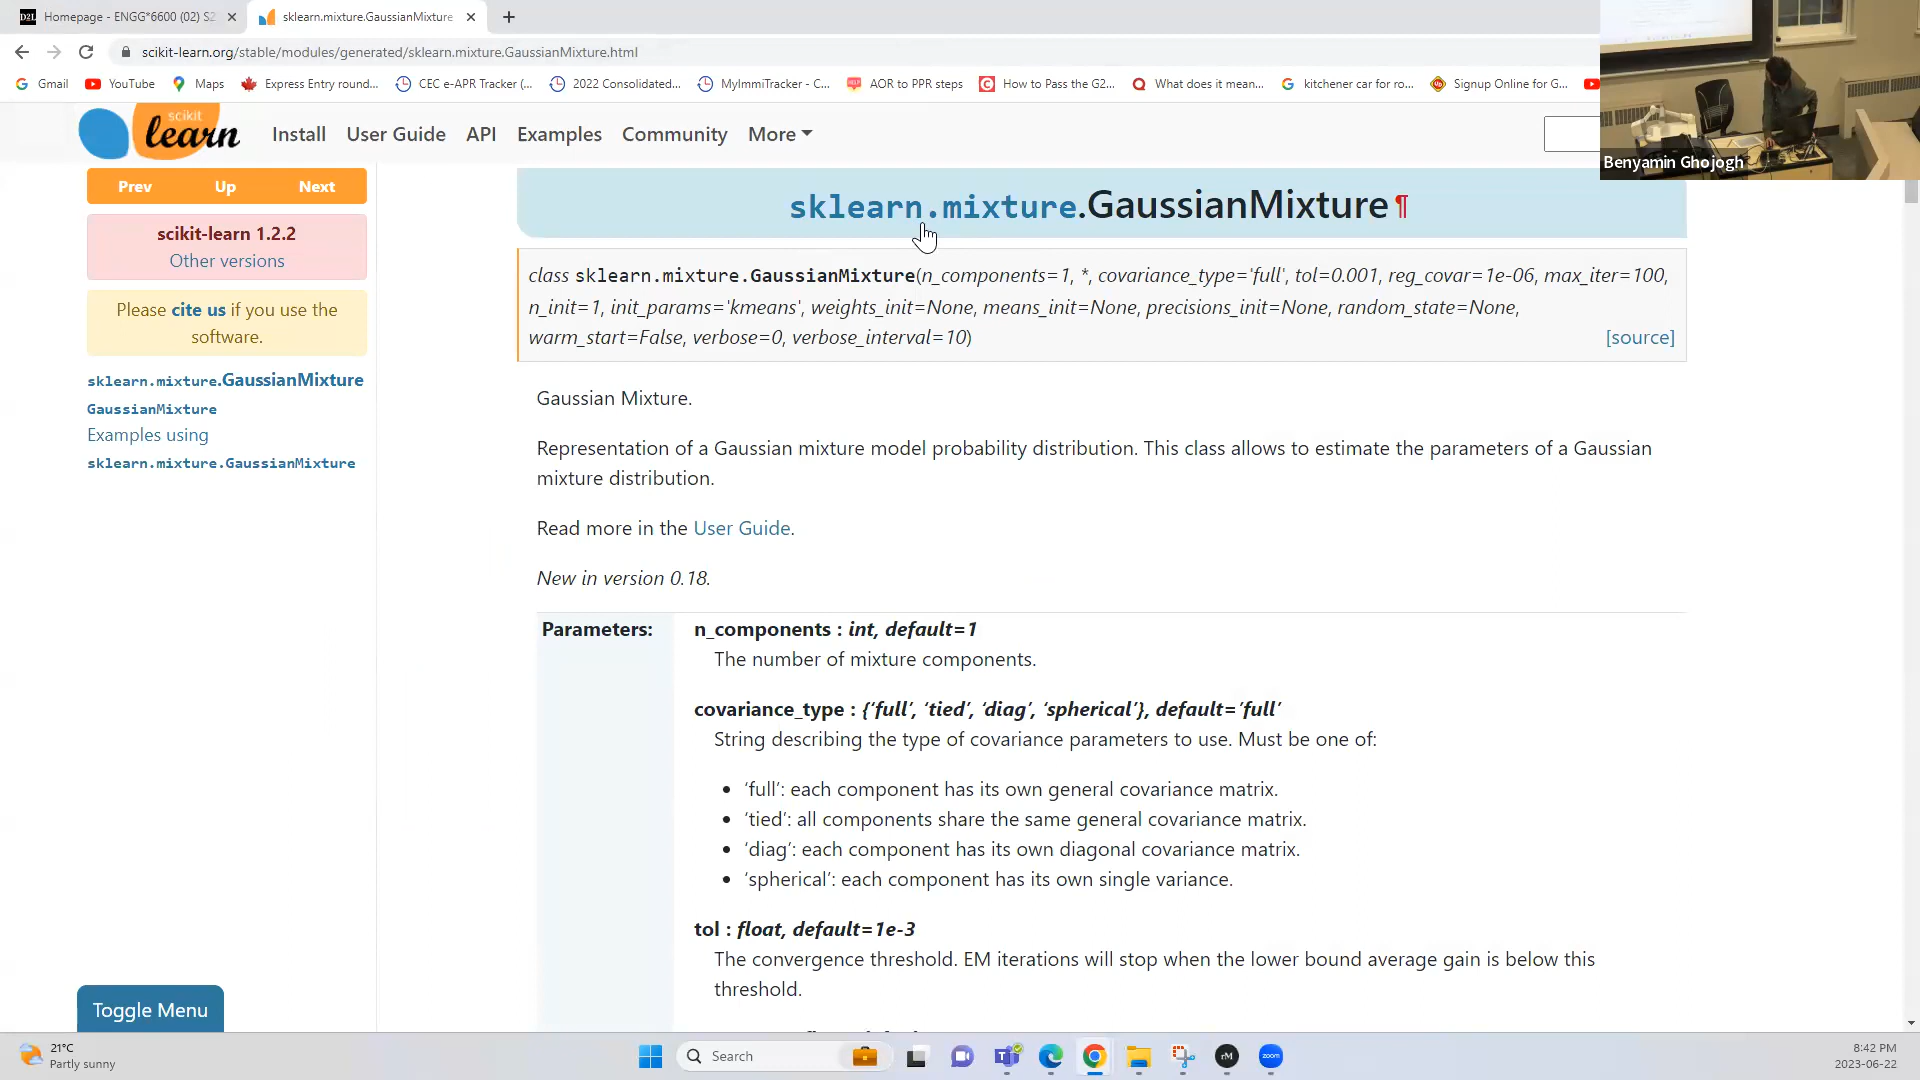 Homepage - ENGG*6600 (02) S2
sklearn.mixture.GaussianMixture
scikit-learn.org/stable/modules/generated/sklearn.mixture.GaussianMixture.html
Gmail
YouTube
Maps
Express Entry round...
CEC e-APR Tracker (...
2022 Consolidated...
MyImmiTracker - C...
AOR to PPR steps
How to Pass the G2...
What does it mean...
kitchener car for ro...
Signup Online for G...
Benyamin Ghojogh
scikit
learn
Install
User Guide
API
Examples
Community
More
Prev
Up
Next
scikit-learn 1.2.2
Other versions
Please cite us if you use the
software.
sklearn.mixture.GaussianMixture
GaussianMixture
Examples using
sklearn.mixture.GaussianMixture
Toggle Menu
sklearn.mixture.GaussianMixture¶
class sklearn.mixture.GaussianMixture(n_components=1, *, covariance_type='full', tol=0.001, reg_covar=1e-06, max_iter=100,
n_init=1, init_params='kmeans', weights_init=None, means_init=None, precisions_init=None, random_state=None,
warm_start=False, verbose=0, verbose_interval=10)
[source]
Gaussian Mixture.
Representation of a Gaussian mixture model probability distribution. This class allows to estimate the parameters of a Gaussian
mixture distribution.
Read more in the User Guide.
New in version 0.18.
Parameters:
n_components : int, default=1
The number of mixture components.
covariance_type : {‘full’, ‘tied’, ‘diag’, ‘spherical’}, default=’full’
String describing the type of covariance parameters to use. Must be one of:
• ‘full’: each component has its own general covariance matrix.
• ‘tied’: all components share the same general covariance matrix.
• ‘diag’: each component has its own diagonal covariance matrix.
• ‘spherical’: each component has its own single variance.
tol : float, default=1e-3
The convergence threshold. EM iterations will stop when the lower bound average gain is below this
threshold.
21°C
Partly sunny
Search
8:42 PM
2023-06-22